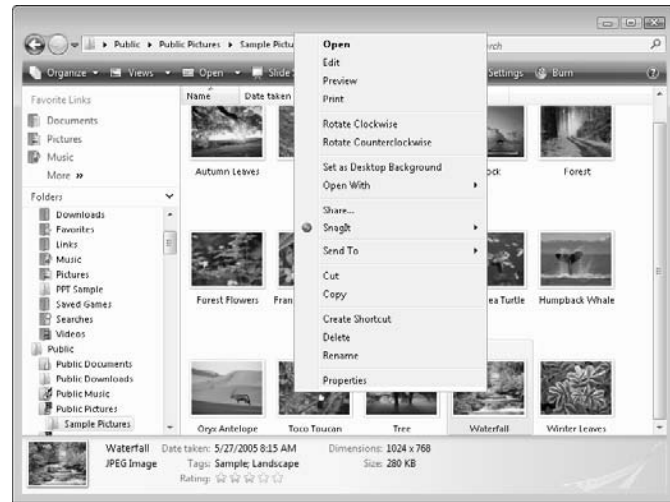 Public ▸ Public Pictures ▸ Sample Pictu
rch
Organize Views Open Slide
Settings Burn
Favorite Links
Documents
Pictures
Music
More »
Folders
Downloads
Favorites
Links
Music
Pictures
PPT Sample
Saved Games
Searches
Videos
Public
Public Documents
Public Downloads
Public Music
Public Pictures
Sample Pictures
Name Date taken
Autumn Leaves
ock
Forest
Forest Flowers
Fran
ea Turtle
Humpback Whale
Oryx Antelope
Toco Toucan
Tree
Waterfall
Winter Leaves
Open
Edit
Preview
Print
Rotate Clockwise
Rotate Counterclockwise
Set as Desktop Background
Open With
Share...
SnagIt
Send To
Cut
Copy
Create Shortcut
Delete
Rename
Properties
Waterfall Date taken: 5/27/2005 8:15 AM Dimensions: 1024 x 768
JPEG Image Tags: Sample; Landscape Size: 280 KB
Rating: